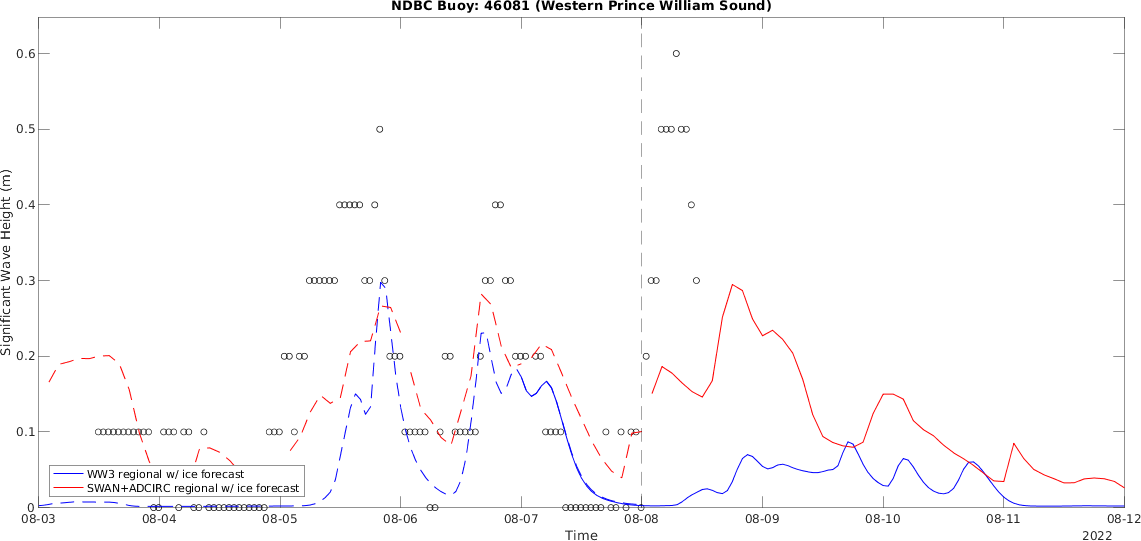 NDBC Buoy: 46081 (Western Prince William Sound)
0.6
0.5
0.4
0.3
0.2
0.1
0
Significant Wave Height (m)
WW3 regional w/ ice forecast
SWAN+ADCIRC regional w/ ice forecast
08-03 08-04 08-05 08-06 08-07 08-08 08-09 08-10 08-11 08-12
Time
2022